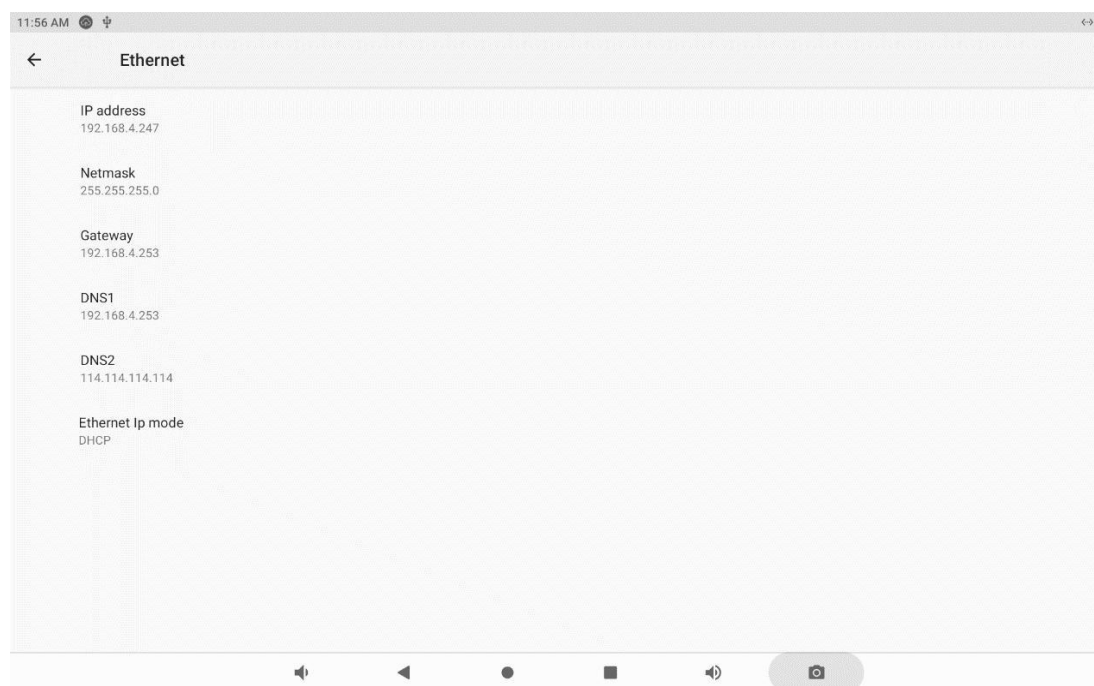 11:56 AM
Ethernet
IP address
192.168.4.247
Netmask
255.255.255.0
Gateway
192.168.4.253
DNS1
192.168.4.253
DNS2
114.114.114.114
Ethernet Ip mode
DHCP